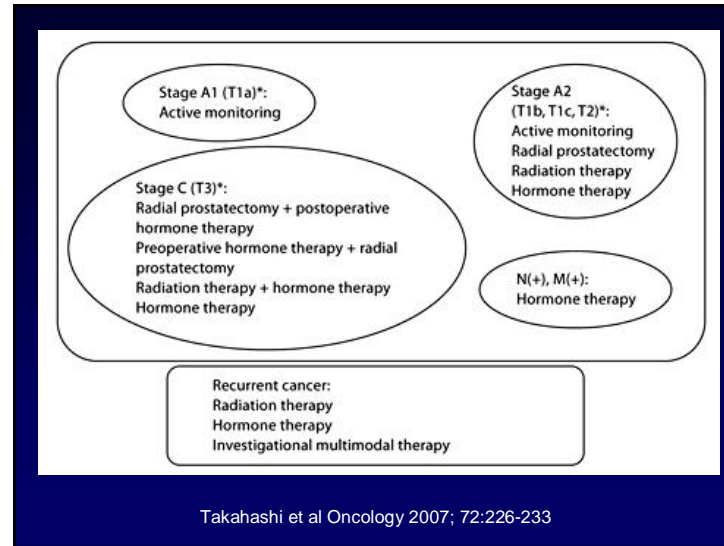 Stage A1 (T1a)*:
Active monitoring
Stage A2
(T1b, T1c, T2)*:
Active monitoring
Radial prostatectomy
Radiation therapy
Hormone therapy
Stage C (T3)*:
Radial prostatectomy + postoperative
hormone therapy
Preoperative hormone therapy + radial
prostatectomy
Radiation therapy + hormone therapy
Hormone therapy
N(+), M(+):
Hormone therapy
Recurrent cancer:
Radiation therapy
Hormone therapy
Investigational multimodal therapy
Takahashi et al Oncology 2007; 72:226-233